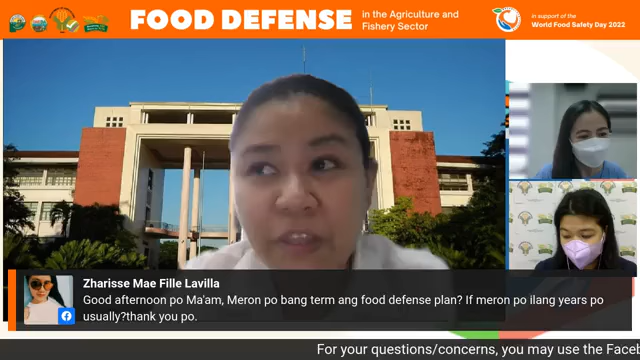 FOOD DEFENSE
in the Agriculture and
Fishery Sector
in support of the
World Food Safety Day 2022
Zharisse Mae Fille Lavilla
Good afternoon po Ma'am, Meron po bang term ang food defense plan? If meron po ilang years po
usually?thank you po.
For your questions/concerns, you may use the Faceb